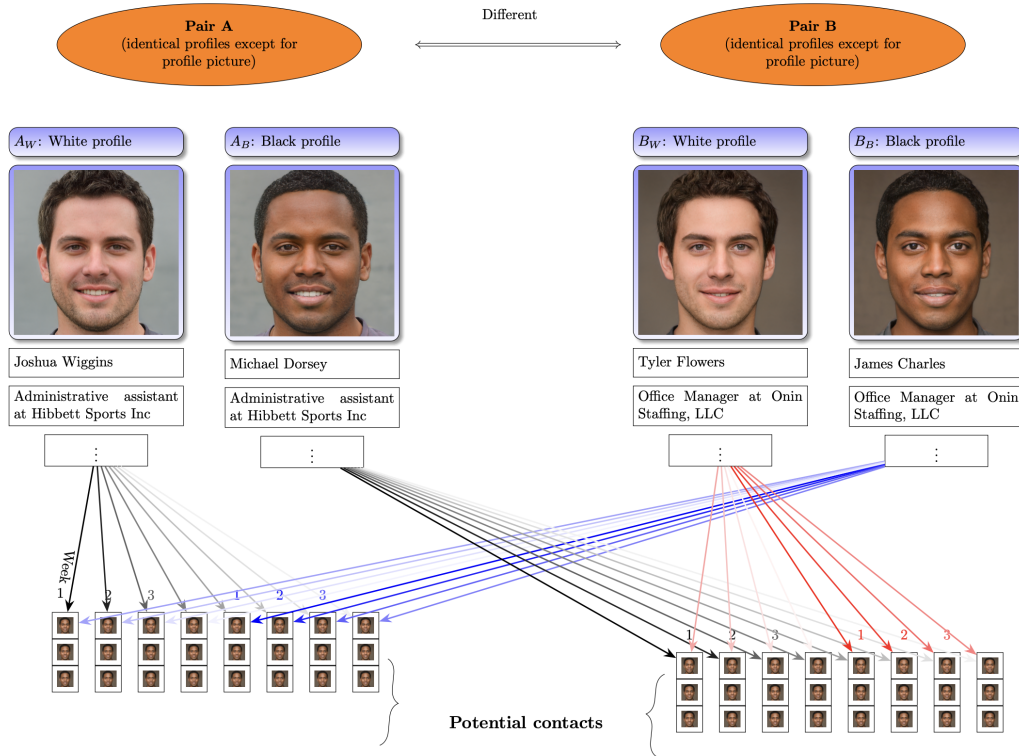 Pair A
(identical profiles except for
profile picture)
Different
Pair B
(identical profiles except for
profile picture)
A_W: White profile
A_B: Black profile
B_W: White profile
B_B: Black profile
Joshua Wiggins
Michael Dorsey
Tyler Flowers
James Charles
Administrative assistant
at Hibbett Sports Inc
Administrative assistant
at Hibbett Sports Inc
Office Manager at Onin
Staffing, LLC
Office Manager at Onin
Staffing, LLC
⋮
⋮
⋮
⋮
Week
1 2 3 1 2 3
1 2 3 1 2 3
Potential contacts